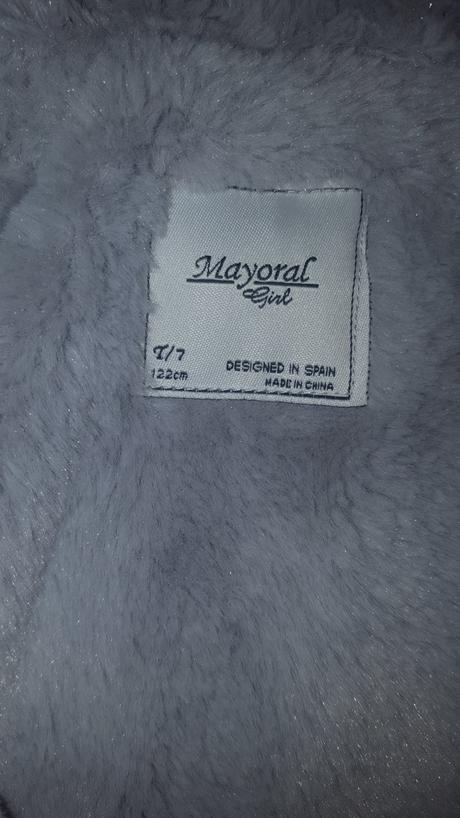 Mayoral
Girl
T/7
122cm
DESIGNED IN SPAIN
MADE IN CHINA